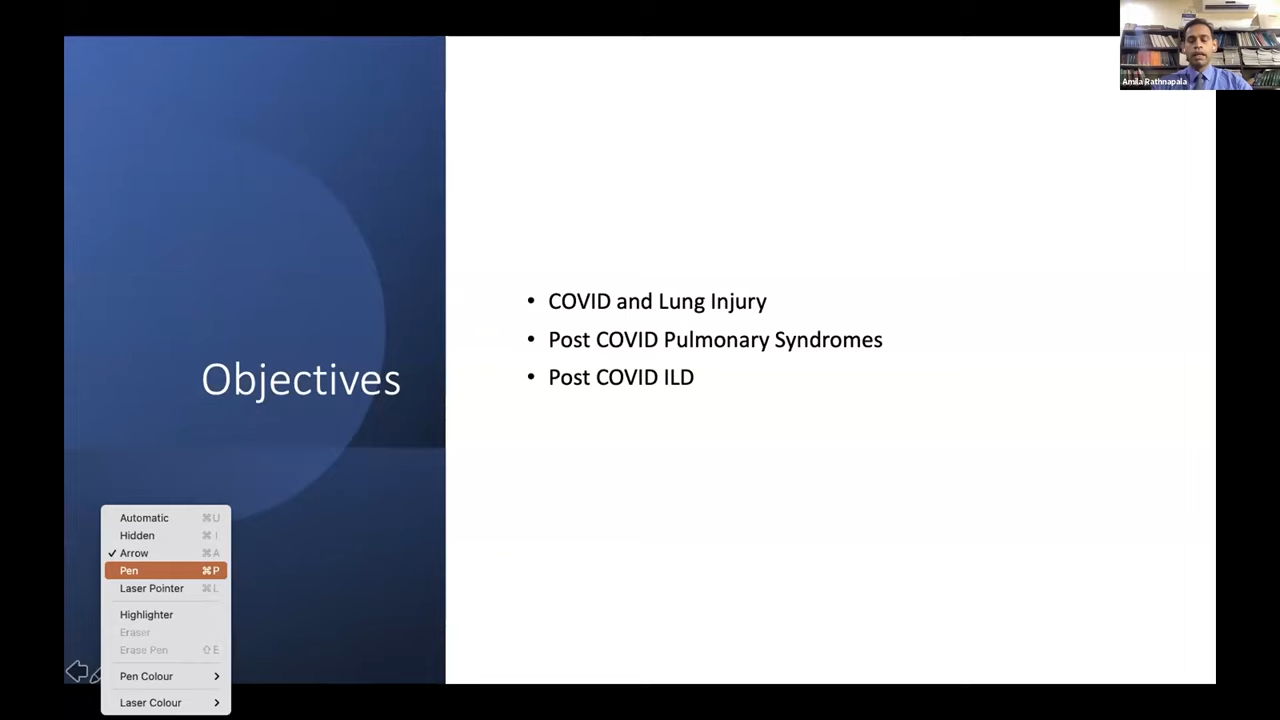 Amila Rathnapala
Objectives
• COVID and Lung Injury
• Post COVID Pulmonary Syndromes
• Post COVID ILD
Automatic ⌘U
Hidden ⌘I
✓ Arrow ⌘A
Pen ⌘P
Laser Pointer ⌘L
Highlighter
Eraser
Erase Pen ⇧E
Pen Colour >
Laser Colour >